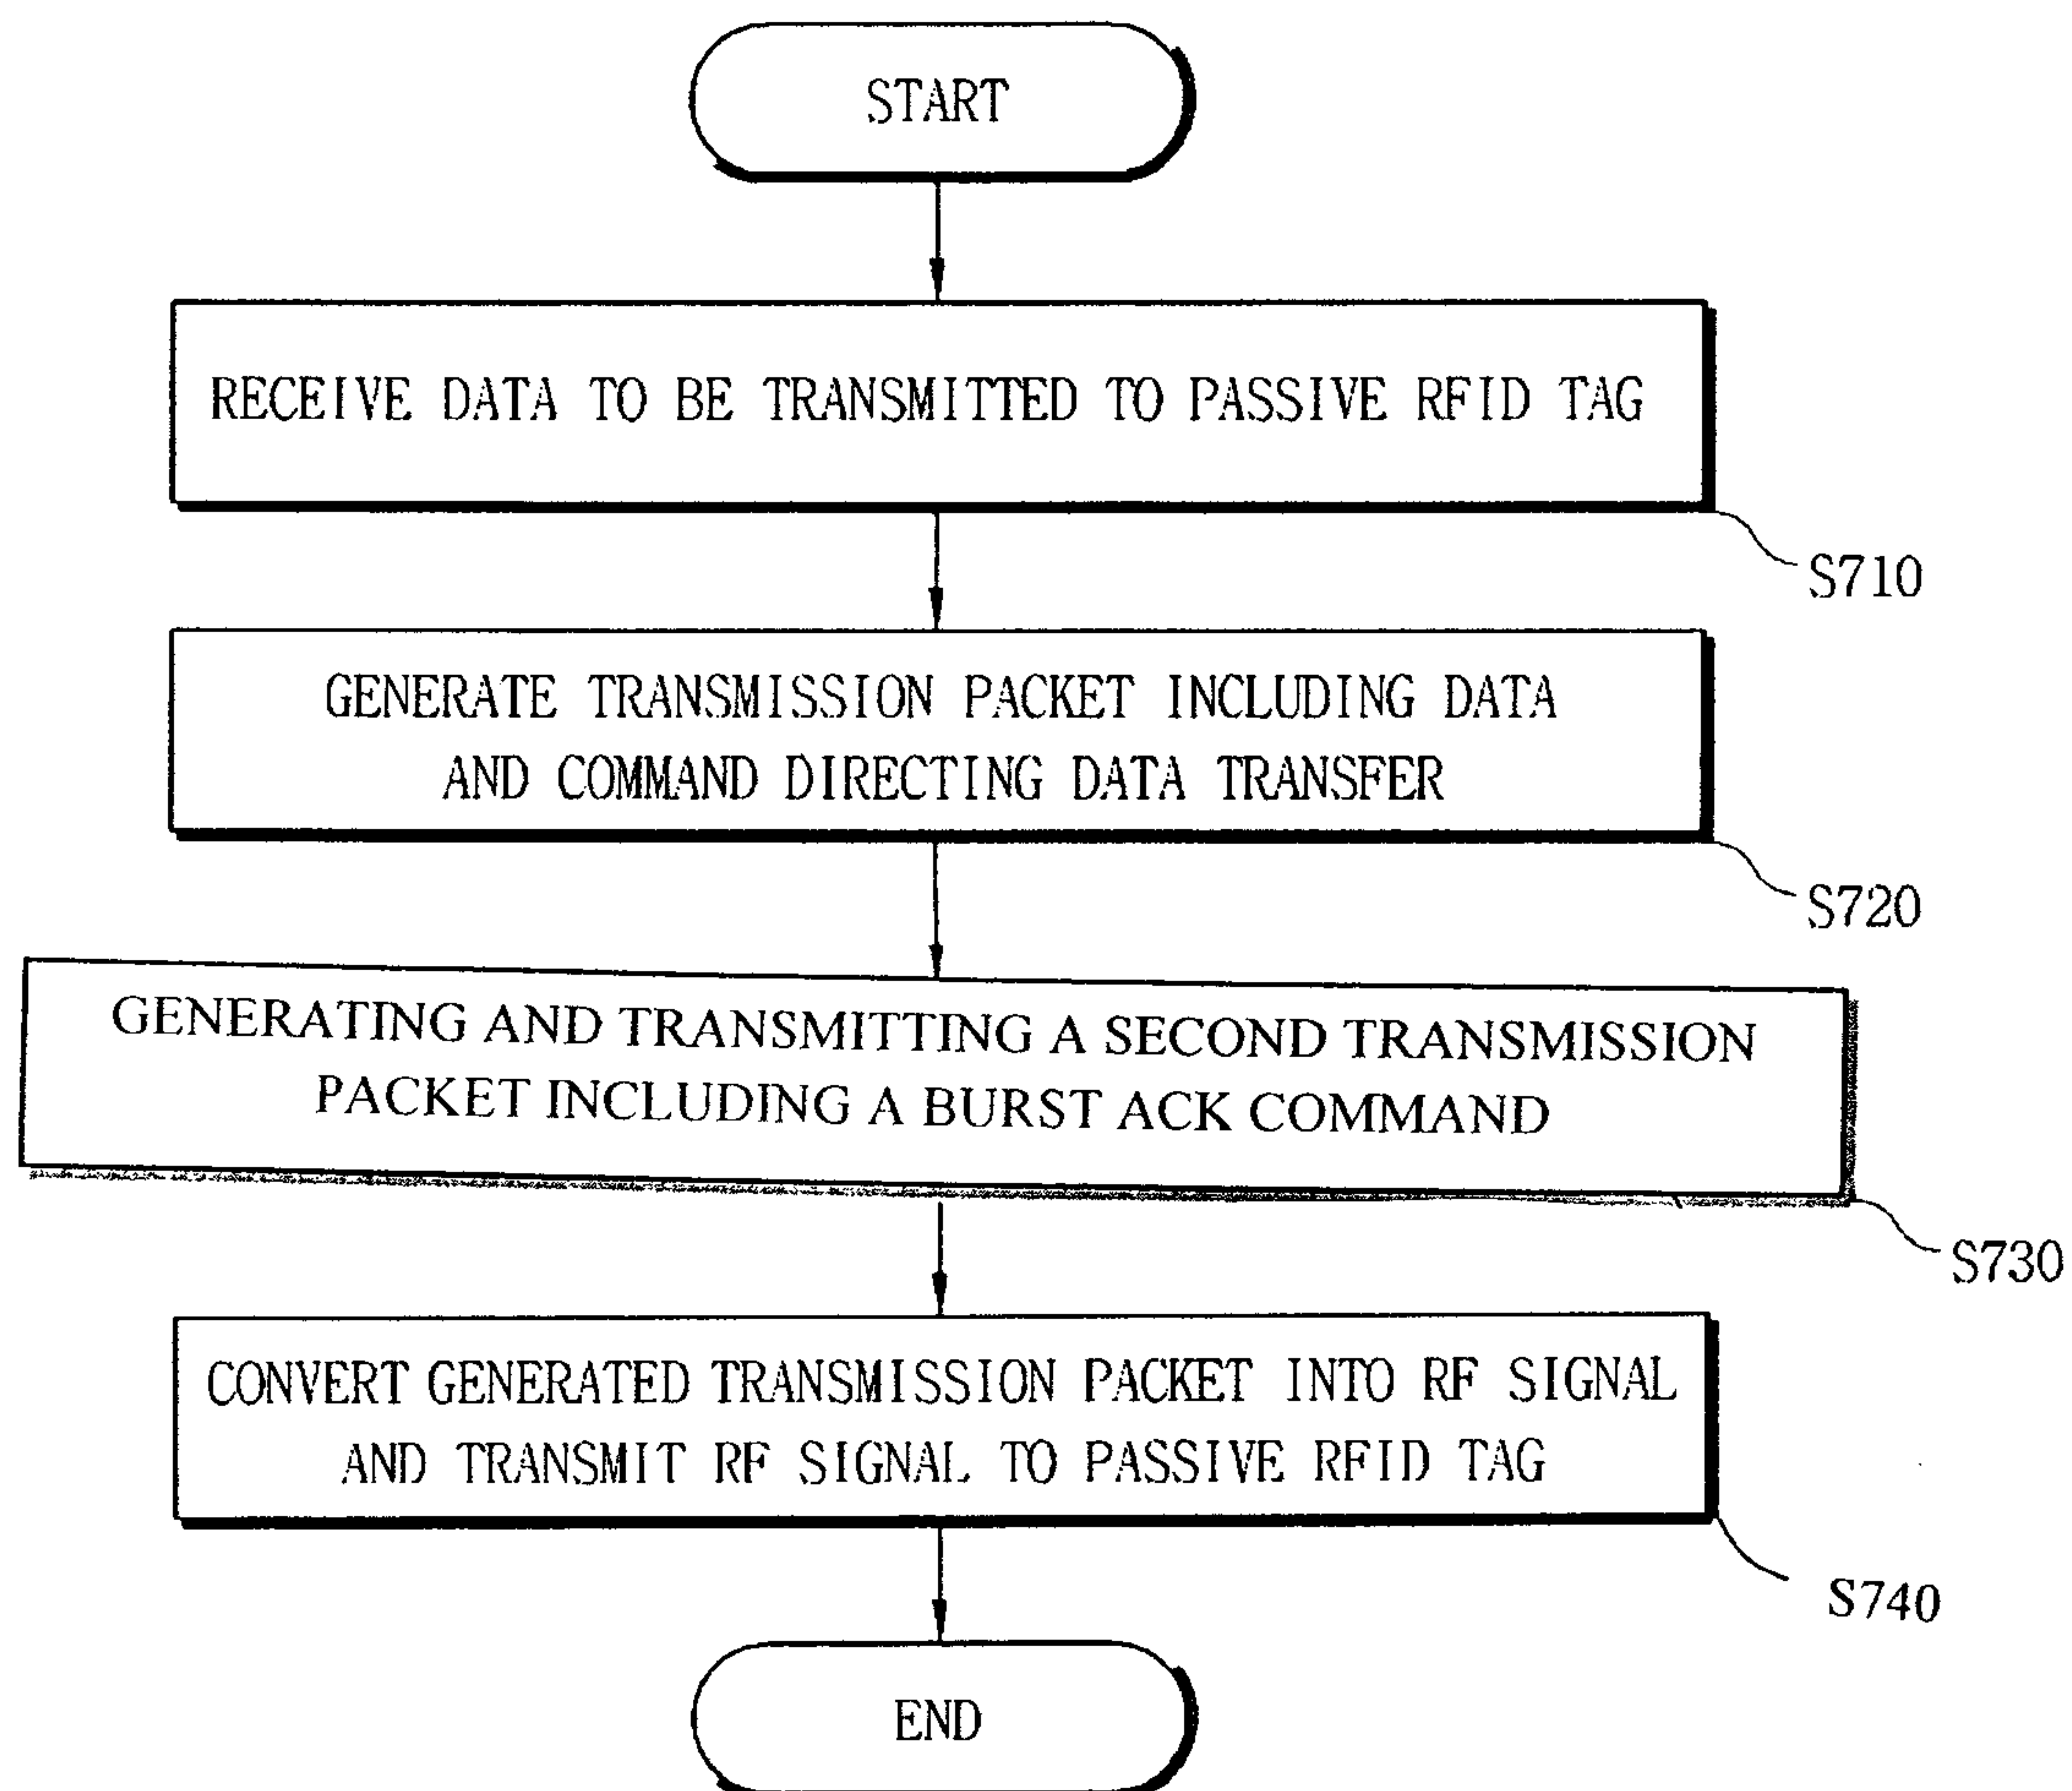 START
RECEIVE DATA TO BE TRANSMITTED TO PASSIVE RFID TAG
S710
GENERATE TRANSMISSION PACKET INCLUDING DATA
AND COMMAND DIRECTING DATA TRANSFER
S720
GENERATING AND TRANSMITTING A SECOND TRANSMISSION
PACKET INCLUDING A BURST ACK COMMAND
S730
CONVERT GENERATED TRANSMISSION PACKET INTO RF SIGNAL
AND TRANSMIT RF SIGNAL TO PASSIVE RFID TAG
S740
END